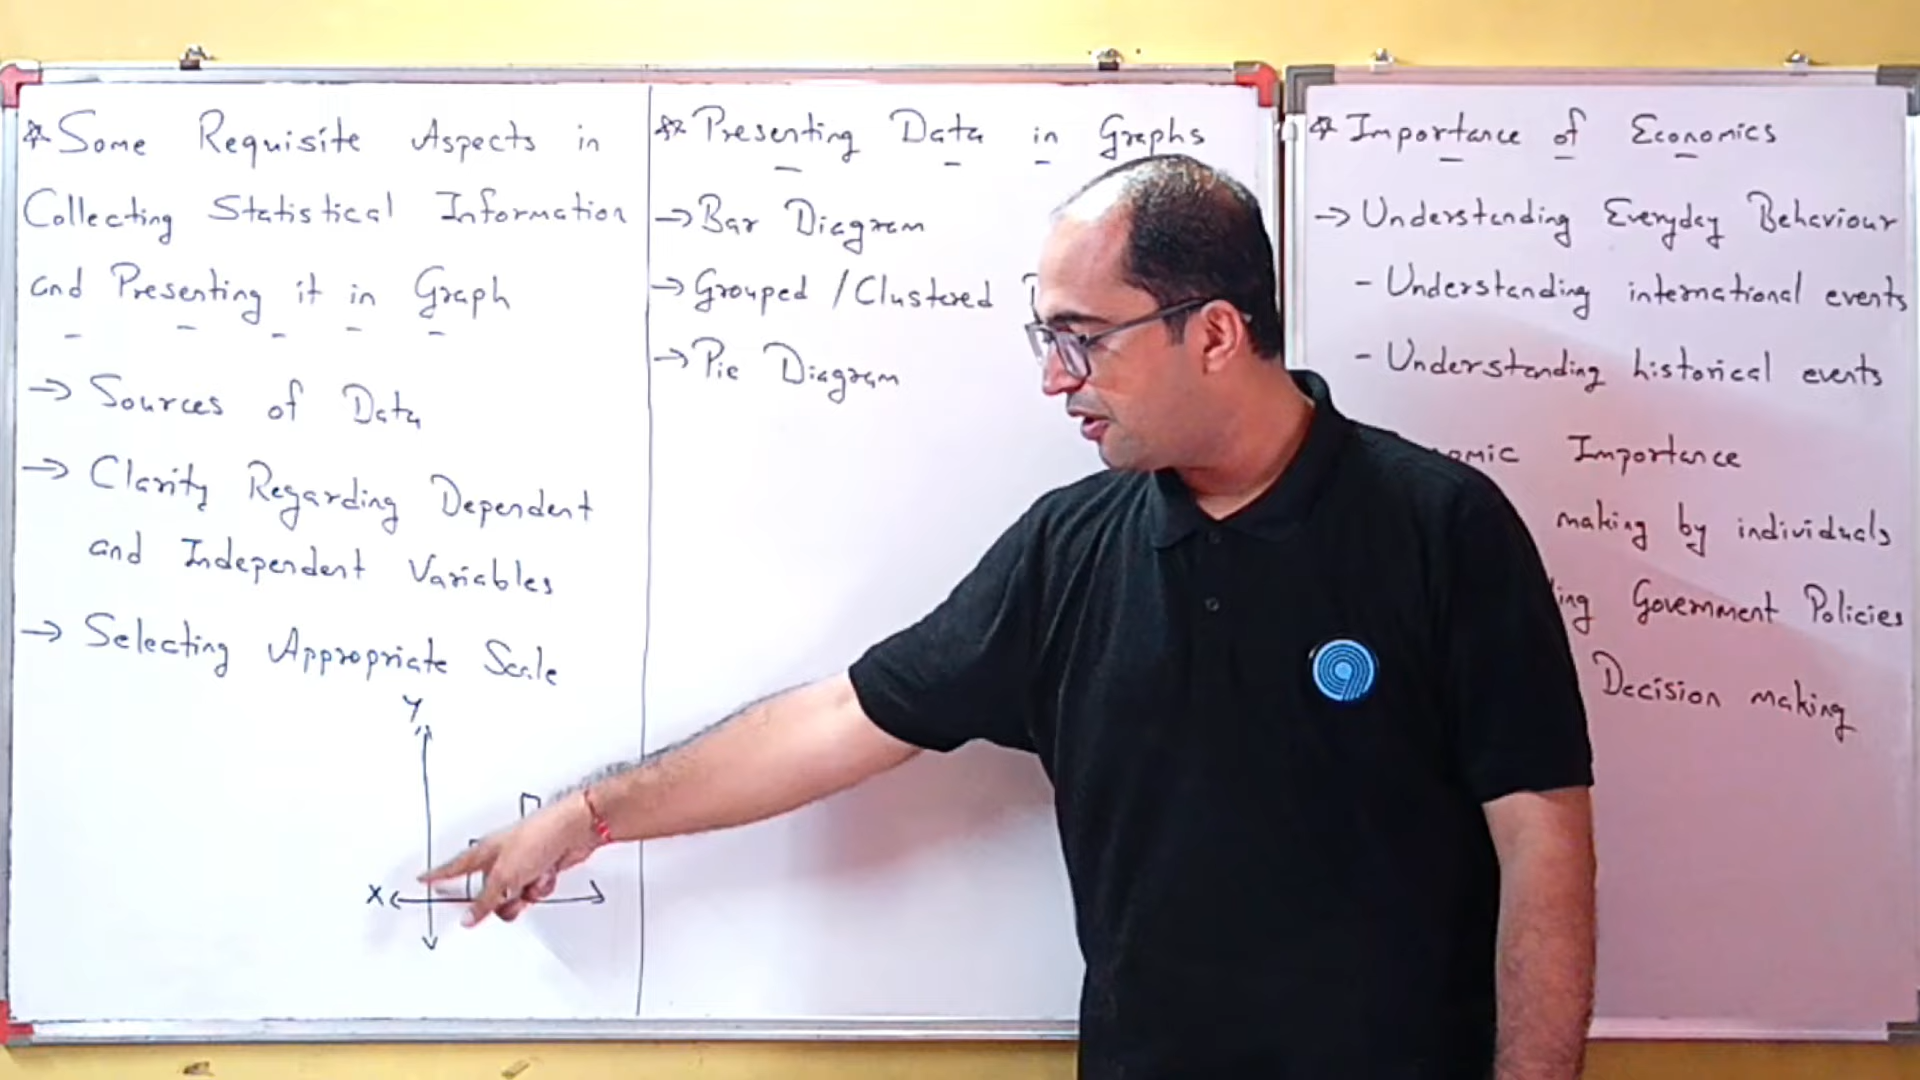 * Some Requisite Aspects in
Collecting Statistical Information
and Presenting it in Graph
→ Sources of Data
→ Clarity Regarding Dependent
and Independent Variables
→ Selecting Appropriate Scale
Y
X
** Presenting Data in Graphs
→ Bar Diagram
→ Grouped / Clustered
→ Pie Diagram
* Importance of Economics
→ Understanding Everyday Behaviour
- Understanding international events
- Understanding historical events
omic Importance
making by individuals
ing Government Policies
Decision making